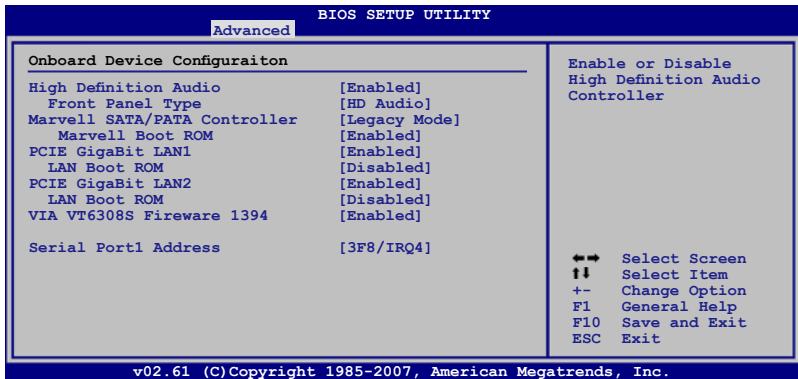 BIOS SETUP UTILITY
Advanced
Onboard Device Configuraiton
High Definition Audio [Enabled]
Front Panel Type [HD Audio]
Marvell SATA/PATA Controller [Legacy Mode]
Marvell Boot ROM [Enabled]
PCIE GigaBit LAN1 [Enabled]
LAN Boot ROM [Disabled]
PCIE GigaBit LAN2 [Enabled]
LAN Boot ROM [Disabled]
VIA VT6308S Fireware 1394 [Enabled]
Serial Port1 Address [3F8/IRQ4]
Enable or Disable
High Definition Audio
Controller
←→ Select Screen
↑↓ Select Item
+- Change Option
F1 General Help
F10 Save and Exit
ESC Exit
v02.61 (C)Copyright 1985-2007, American Megatrends, Inc.